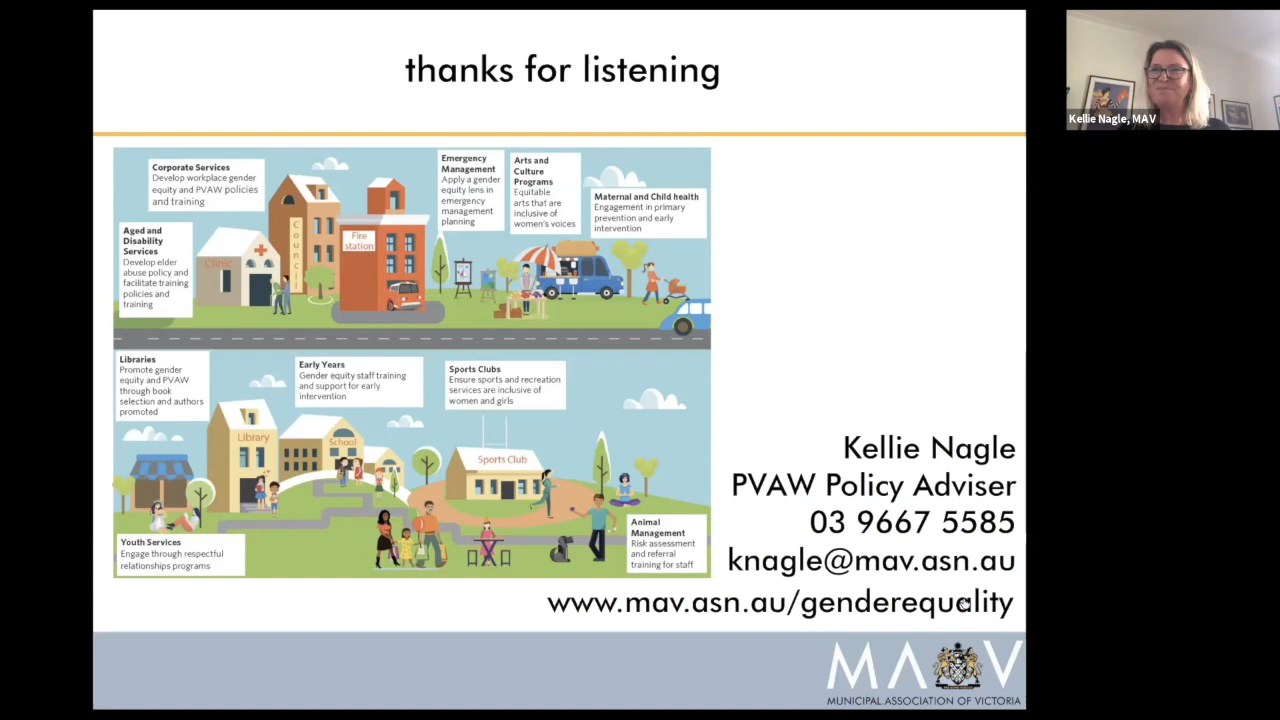 thanks for listening
Kellie Nagle, MAV
Corporate Services
Develop workplace gender
equity and PVAW policies
and training
Emergency
Management
Apply a gender
equity lens in
emergency
management
planning
Arts and
Culture
Programs
Equitable
arts that are
inclusive of
women's voices
Maternal and Child health
Engagement in primary
prevention and early
intervention
Aged and
Disability
Services
Develop elder
abuse policy and
facilitate training
policies and
training
Clinic
Council
Fire
station
Libraries
Promote gender
equity and PVAW
through book
selection and authors
promoted
Early Years
Gender equity staff training
and support for early
intervention
Sports Clubs
Ensure sports and recreation
services are inclusive of
women and girls
Library
School
Sports Club
Youth Services
Engage through respectful
relationships programs
Animal
Management
Risk assessment
and referral
training for staff
Kellie Nagle
PVAW Policy Adviser
03 9667 5585
knagle@mav.asn.au
www.mav.asn.au/genderequality
MAV
MUNICIPAL ASSOCIATION OF VICTORIA